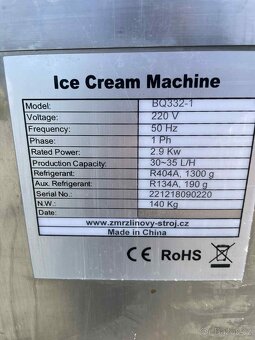 Ice Cream Machine
Model: BQ332-1
Voltage: 220 V
Frequency: 50 Hz
Phase: 1 Ph
Rated Power: 2.9 Kw
Production Capacity: 30~35 L/H
Refrigerant: R404A, 1300 g
Aux. Refrigerant: R134A, 190 g
Serial No.: 221218090220
N.W.: 140 Kg
Date:
www.zmrzlinovy-stroj.cz
Made in China
CE RoHS